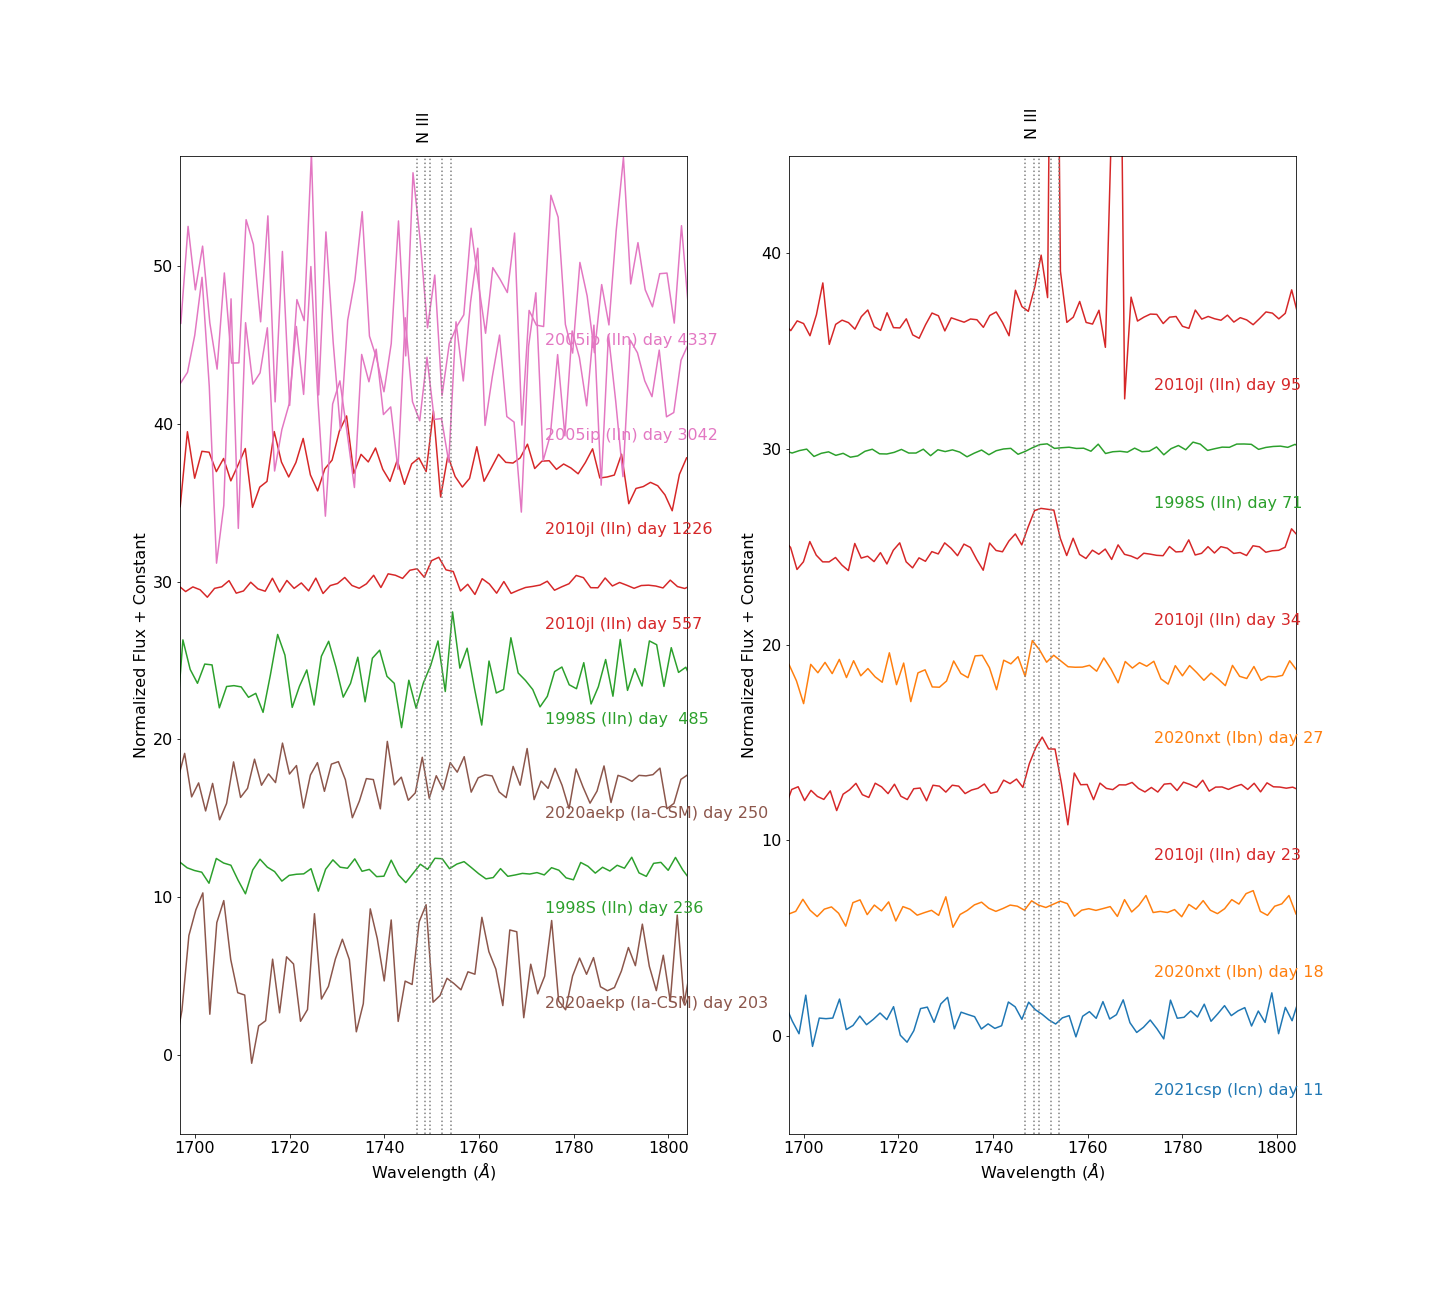 N III
50
40
30
20
10
0
Normalized Flux + Constant
2005ip (IIn) day 4337
2005ip (IIn) day 3042
2010jl (IIn) day 1226
2010jl (IIn) day 557
1998S (IIn) day  485
2020aekp (Ia-CSM) day 250
1998S (IIn) day 236
2020aekp (Ia-CSM) day 203
1700 1720 1740 1760 1780 1800
Wavelength (Å)
N III
40
30
20
10
0
Normalized Flux + Constant
2010jl (IIn) day 95
1998S (IIn) day 71
2010jl (IIn) day 34
2020nxt (Ibn) day 27
2010jl (IIn) day 23
2020nxt (Ibn) day 18
2021csp (Icn) day 11
1700 1720 1740 1760 1780 1800
Wavelength (Å)